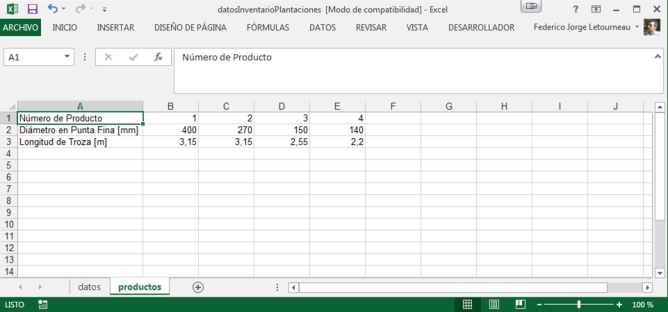 datosInventarioPlantaciones [Modo de compatibilidad] - Excel
ARCHIVO INICIO INSERTAR DISEÑO DE PÁGINA FÓRMULAS DATOS REVISAR VISTA DESARROLLADOR Federico Jorge Letourneau
A1 fx Número de Producto
A B C D E F G H I J
1 Número de Producto 1 2 3 4
2 Diámetro en Punta Fina [mm] 400 270 150 140
3 Longitud de Troza [m] 3,15 3,15 2,55 2,2
4
5
6
7
8
9
10
11
12
13
14
datos productos
LISTO 100 %